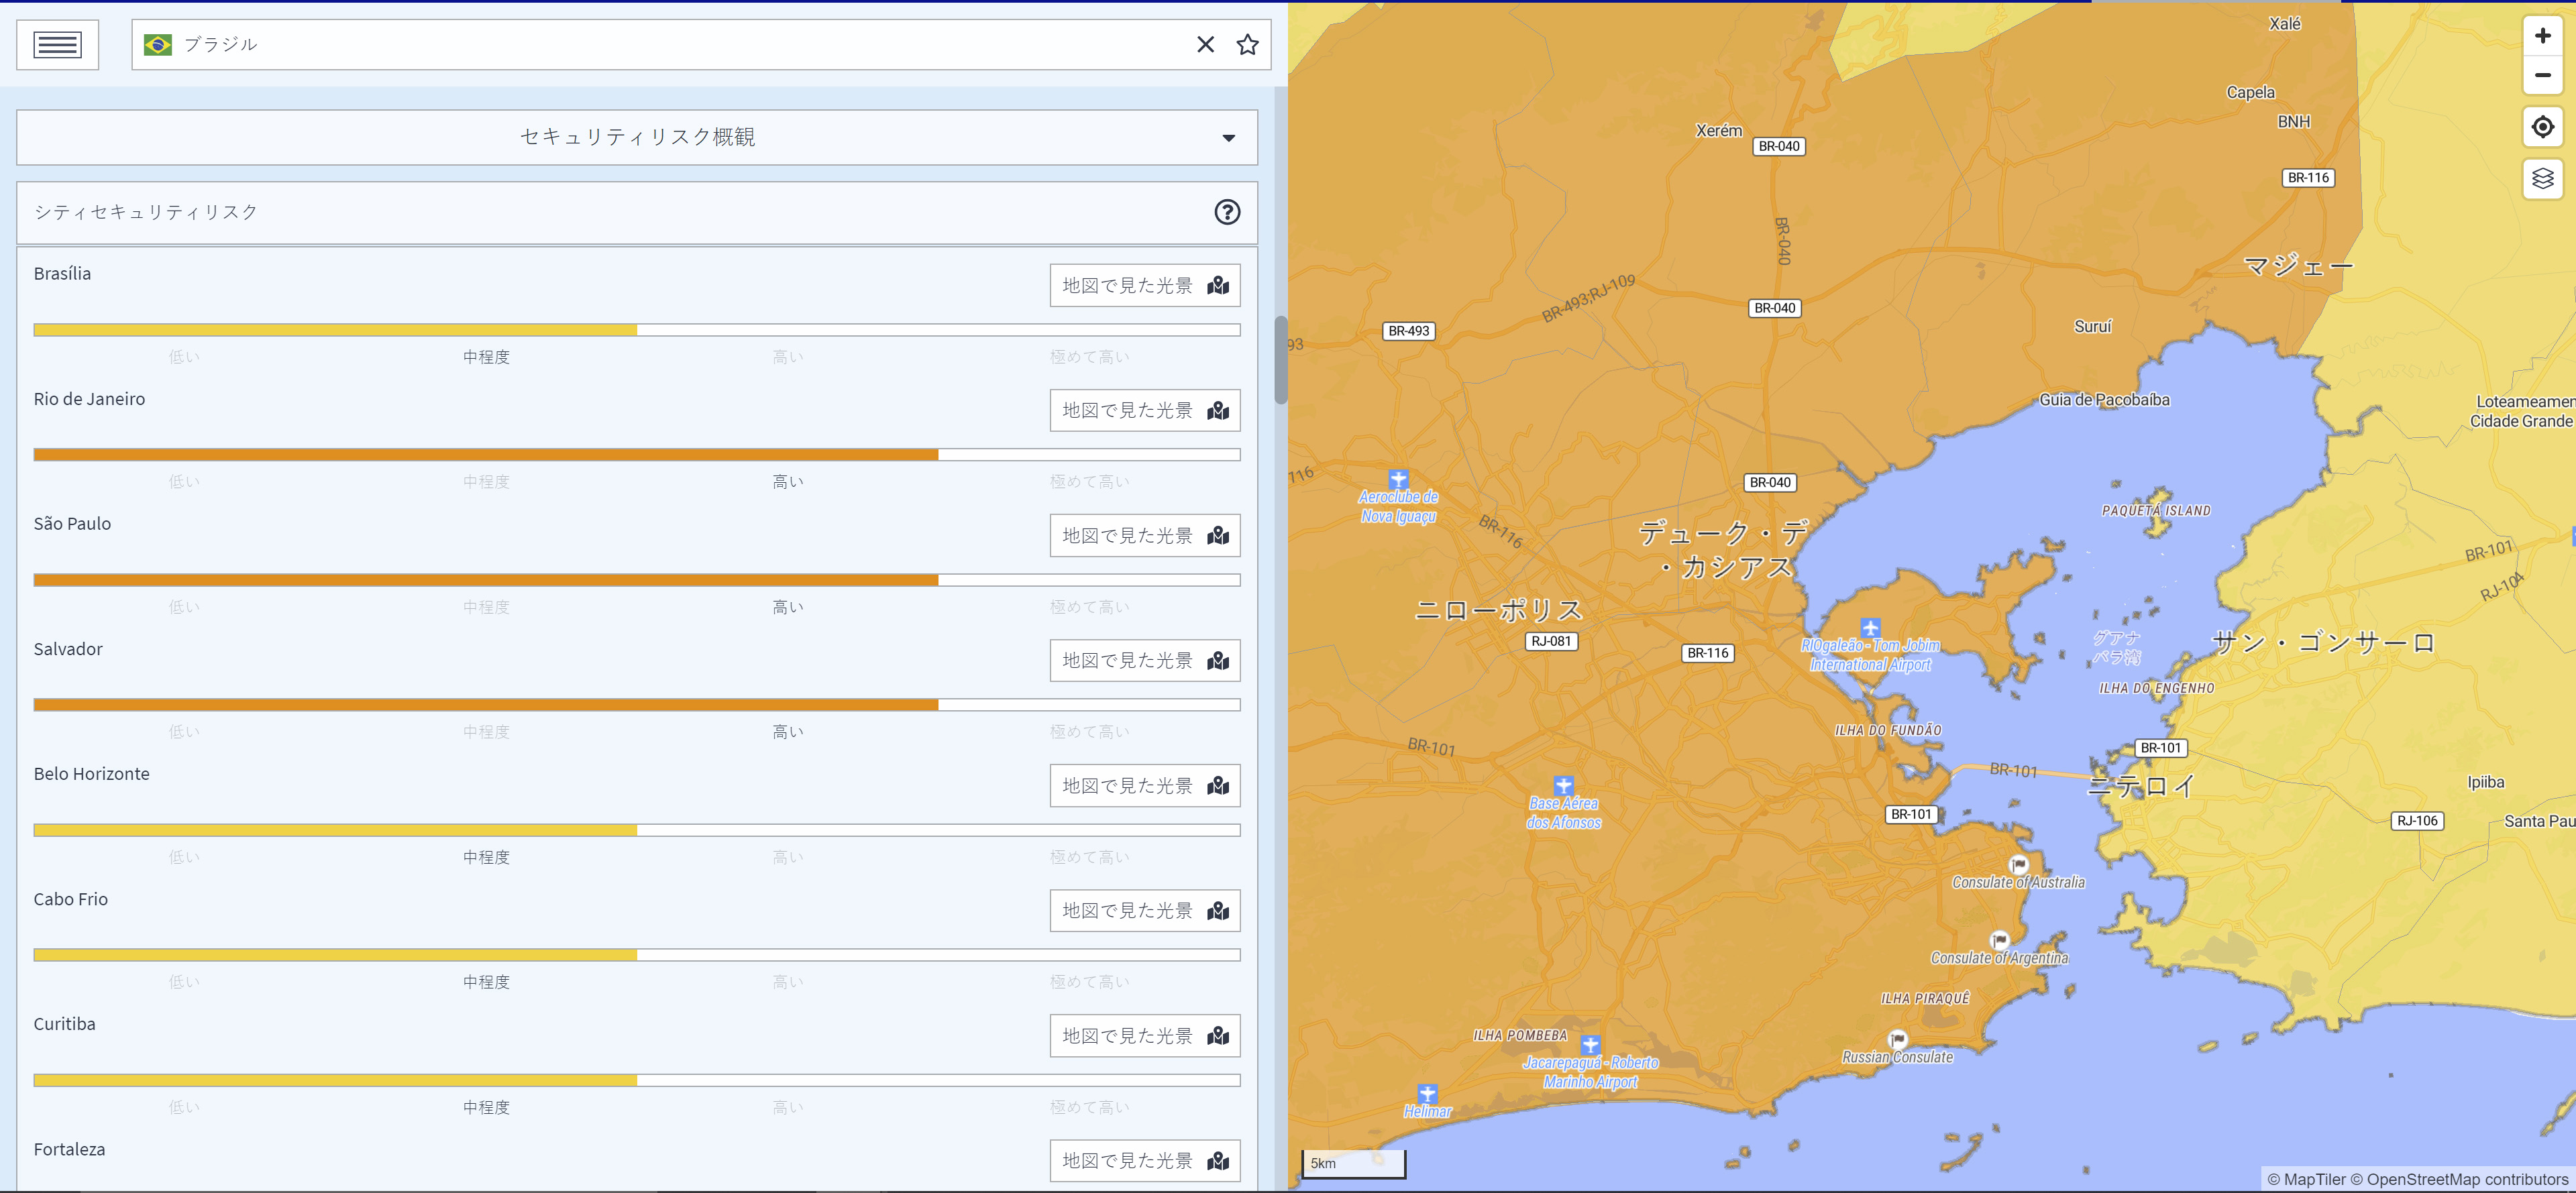 ブラジル
セキュリティリスク概観
シティセキュリティリスク
Brasília
地図で見た光景
低い 中程度 高い 極めて高い
Rio de Janeiro
地図で見た光景
低い 中程度 高い 極めて高い
São Paulo
地図で見た光景
低い 中程度 高い 極めて高い
Salvador
地図で見た光景
低い 中程度 高い 極めて高い
Belo Horizonte
地図で見た光景
低い 中程度 高い 極めて高い
Cabo Frio
地図で見た光景
低い 中程度 高い 極めて高い
Curitiba
地図で見た光景
低い 中程度 高い 極めて高い
Fortaleza
地図で見た光景
Xalé
Capela
BNH
Xerém
BR-040
BR-116
BR-040
マジェー
BR-493;RJ-109
BR-040
BR-493
Suruí
93
Guia de Pacobaíba
Loteameamen
Cidade Grande
116
BR-040
Aeroclube de
Nova Iguaçu
PAQUETÁ ISLAND
BR-116
デューク・デ
・カシアス
BR-101
RJ-104
ニローポリス
RJ-081
BR-116
RIOgaleão - Tom Jobim
International Airport
グアナ
バラ湾
サン・ゴンサーロ
ILHA DO ENGENHO
ILHA DO FUNDÃO
BR-101
BR-101
BR-101
ニテロイ
Ipiiba
Base Aérea
dos Afonsos
BR-101
RJ-106
Santa Pau
Consulate of Australia
Consulate of Argentina
ILHA PIRAQUÊ
ILHA POMBEBA
Russian Consulate
Jacarepaguá - Roberto
Marinho Airport
Helimar
5km
© MapTiler © OpenStreetMap contributors